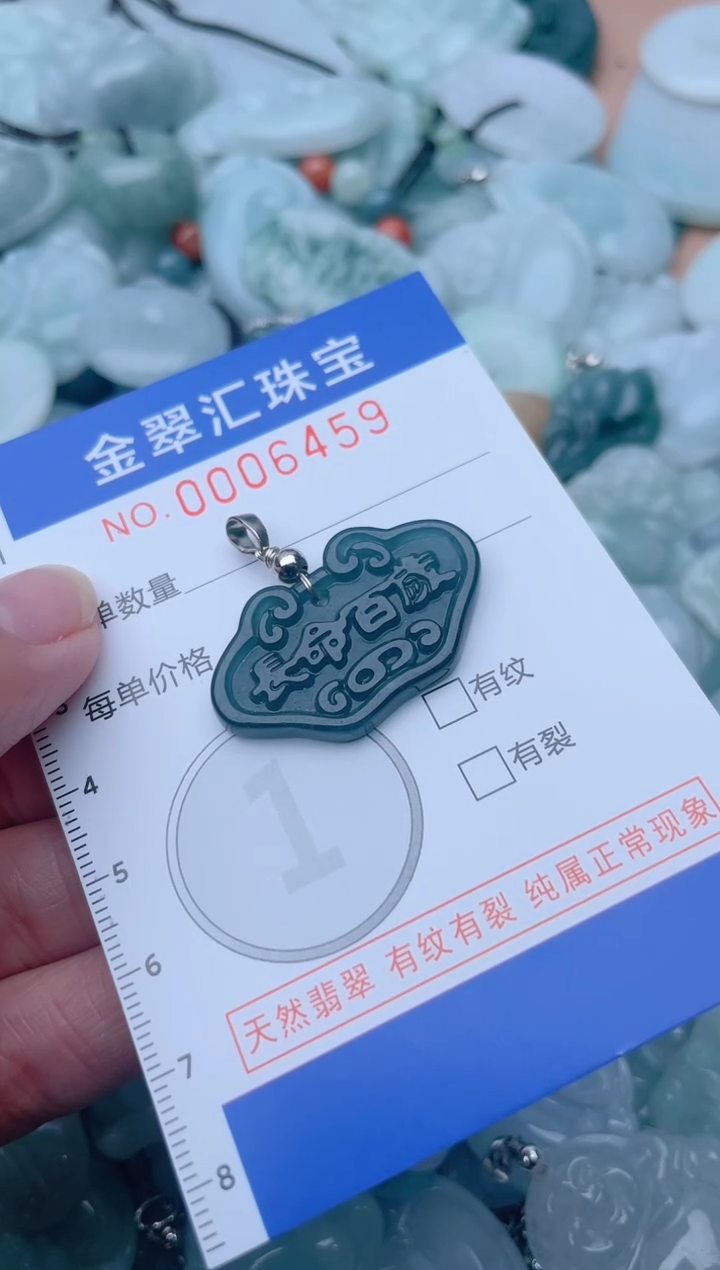 金翠汇珠宝
NO.0006459
单数量
每单价格
长命百岁
有纹
有裂
1
天然翡翠 有纹有裂 纯属正常现象
4
5
6
7
8